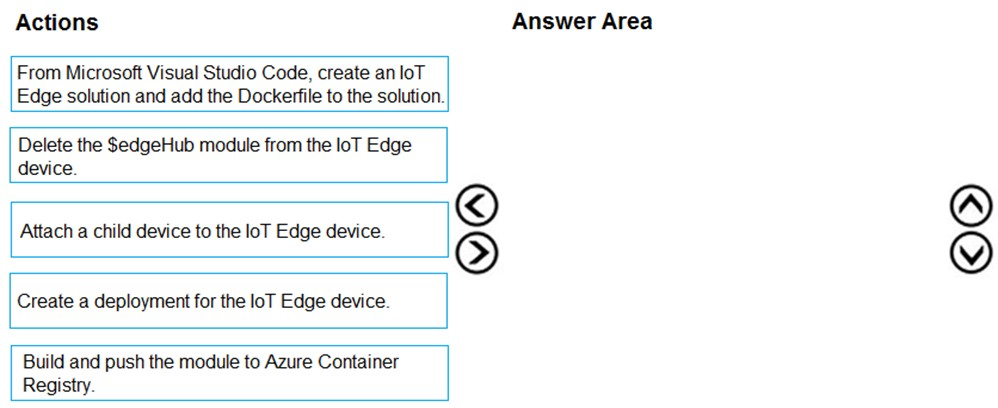 Actions
Answer Area
From Microsoft Visual Studio Code, create an IoT
Edge solution and add the Dockerfile to the solution.
Delete the $edgeHub module from the IoT Edge
device.
Attach a child device to the IoT Edge device.
Create a deployment for the IoT Edge device.
Build and push the module to Azure Container
Registry.